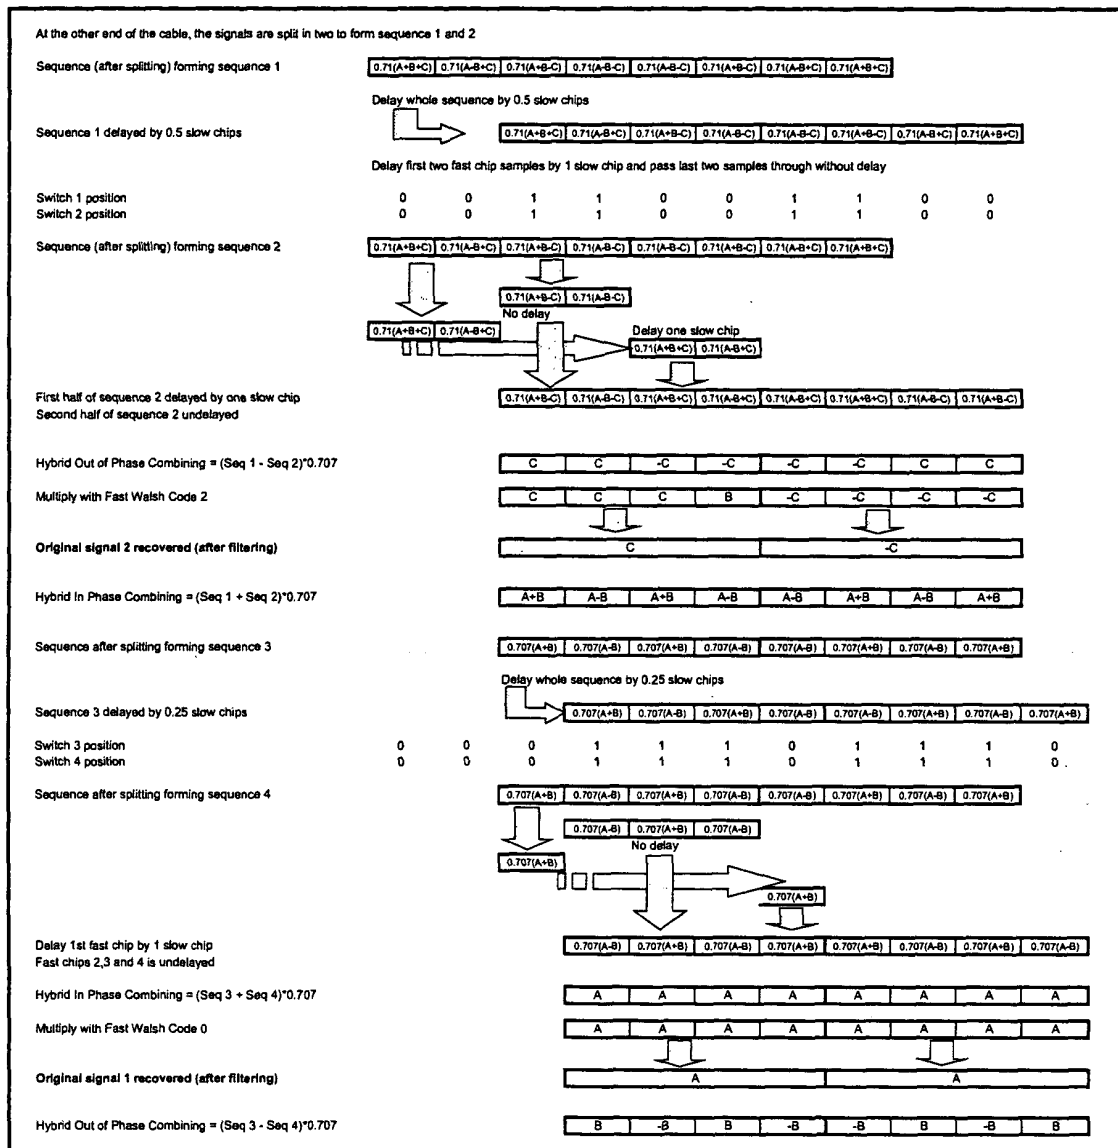 At the other end of the cable, the signals are split in two to form sequence 1 and 2
Sequence (after splitting) forming sequence 1
0.71(A+B+C) 0.71(A-B+C) 0.71(A+B-C) 0.71(A-B-C) 0.71(A-B-C) 0.71(A+B-C) 0.71(A-B+C) 0.71(A+B+C)
Delay whole sequence by 0.5 slow chips
Sequence 1 delayed by 0.5 slow chips
0.71(A+B+C) 0.71(A-B+C) 0.71(A+B-C) 0.71(A-B-C) 0.71(A-B-C) 0.71(A+B-C) 0.71(A-B+C) 0.71(A+B+C)
Delay first two fast chip samples by 1 slow chip and pass last two samples through without delay
Switch 1 position 0 0 1 1 0 0 1 1 0 0
Switch 2 position 0 0 1 1 0 0 1 1 0 0
Sequence (after splitting) forming sequence 2
0.71(A+B+C) 0.71(A-B+C) 0.71(A+B-C) 0.71(A-B-C) 0.71(A-B-C) 0.71(A+B-C) 0.71(A-B+C) 0.71(A+B+C)
0.71(A+B-C) 0.71(A-B-C)
No delay
0.71(A+B+C) 0.71(A-B+C)
Delay one slow chip
0.71(A+B+C) 0.71(A-B+C)
First half of sequence 2 delayed by one slow chip
Second half of sequence 2 undelayed
0.71(A+B-C) 0.71(A-B-C) 0.71(A+B+C) 0.71(A-B+C) 0.71(A-B+C) 0.71(A+B+C) 0.71(A-B-C) 0.71(A+B-C)
Hybrid Out of Phase Combining = (Seq 1 - Seq 2)*0.707
C C -C -C -C -C C C
Multiply with Fast Walsh Code 2
C C C B -C -C -C -C
Original signal 2 recovered (after filtering)
C -C
Hybrid In Phase Combining = (Seq 1 + Seq 2)*0.707
A+B A-B A+B A-B A-B A+B A-B A+B
Sequence after splitting forming sequence 3
0.707(A+B) 0.707(A-B) 0.707(A+B) 0.707(A-B) 0.707(A-B) 0.707(A+B) 0.707(A-B) 0.707(A+B)
Delay whole sequence by 0.25 slow chips
Sequence 3 delayed by 0.25 slow chips
0.707(A+B) 0.707(A-B) 0.707(A+B) 0.707(A-B) 0.707(A-B) 0.707(A+B) 0.707(A-B) 0.707(A+B)
Switch 3 position 0 0 0 1 1 1 0 1 1 1 0
Switch 4 position 0 0 0 1 1 1 0 1 1 1 0
Sequence after splitting forming sequence 4
0.707(A+B) 0.707(A-B) 0.707(A+B) 0.707(A-B) 0.707(A-B) 0.707(A+B) 0.707(A-B) 0.707(A+B)
0.707(A-B) 0.707(A+B) 0.707(A-B)
No delay
0.707(A+B)
0.707(A+B)
Delay 1st fast chip by 1 slow chip
Fast chips 2,3 and 4 is undelayed
0.707(A-B) 0.707(A+B) 0.707(A-B) 0.707(A+B) 0.707(A+B) 0.707(A-B) 0.707(A+B) 0.707(A-B)
Hybrid In Phase Combining = (Seq 3 + Seq 4)*0.707
A A A A A A A A
Multiply with Fast Walsh Code 0
A A A A A A A A
Original signal 1 recovered (after filtering)
A A
Hybrid Out of Phase Combining = (Seq 3 - Seq 4)*0.707
B -B B -B -B B -B B